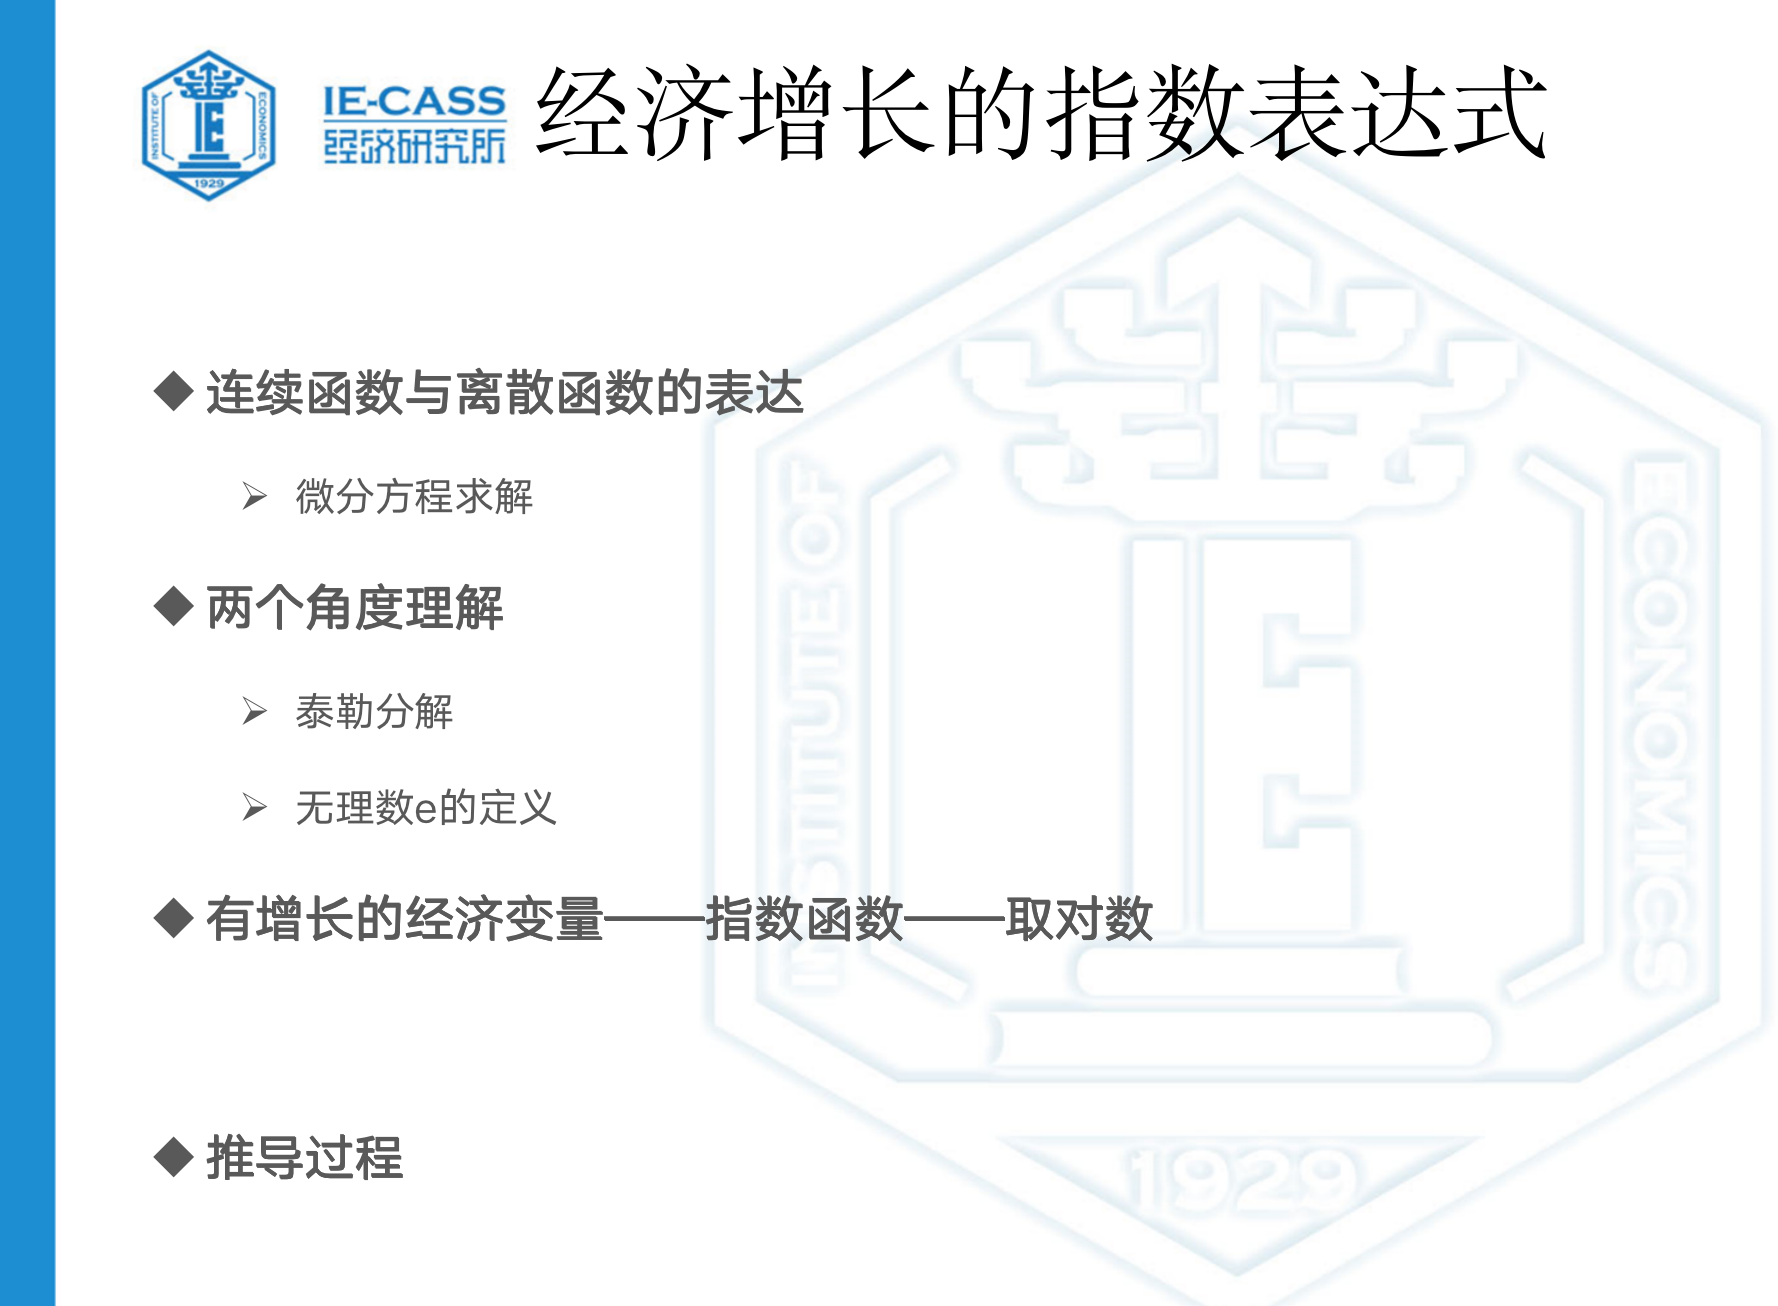 INSTITUTE OF
ECONOMICS
1929
IE-CASS
经济研究所
经济增长的指数表达式
连续函数与离散函数的表达
微分方程求解
两个角度理解
泰勒分解
无理数e的定义
有增长的经济变量——指数函数——取对数
推导过程
INSTITUTE OF
ECONOMICS
1929